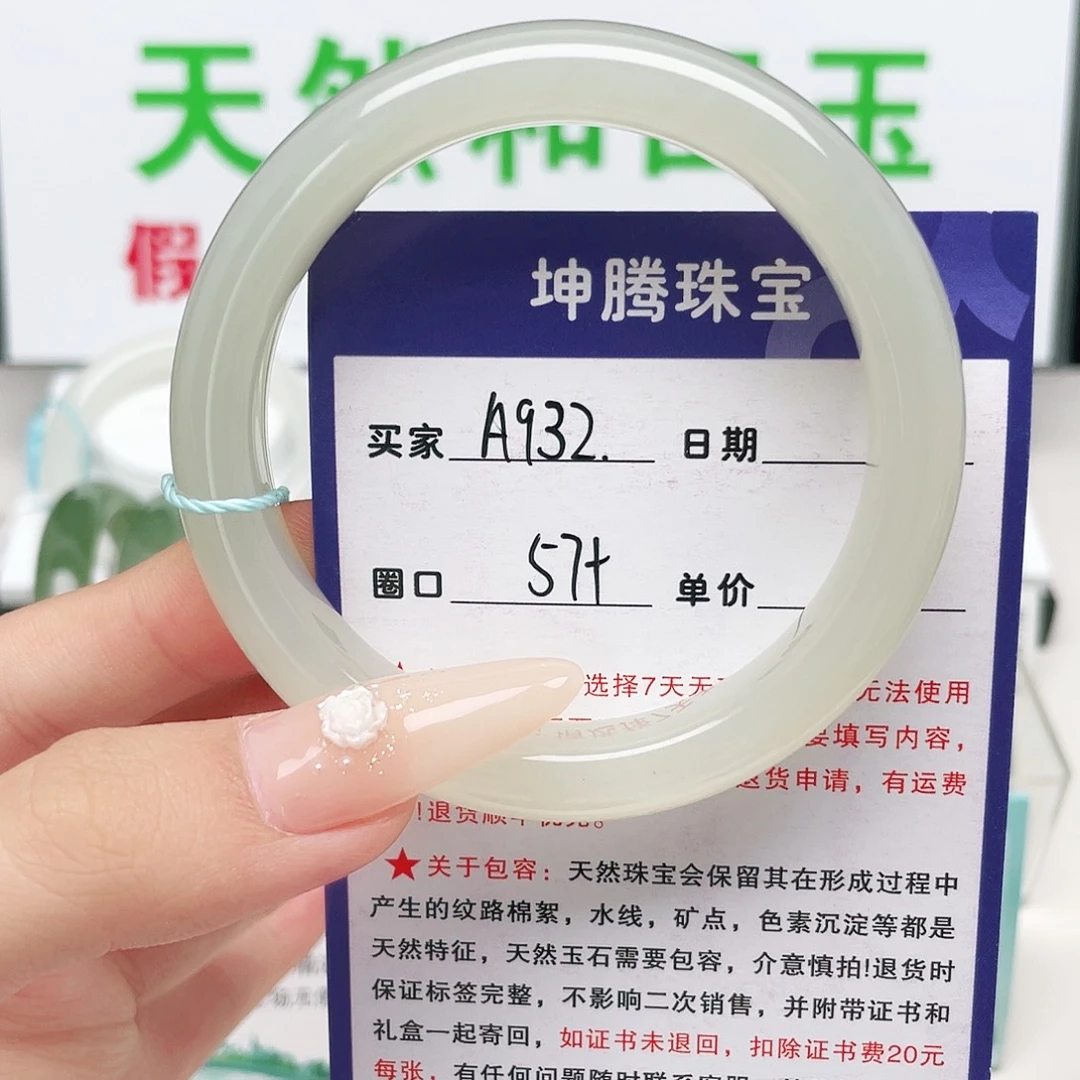 天然和田玉
假
坤腾珠宝
买家 A932. 日期
圈口 57+ 单价
选择7天无 无法使用
要填写内容，
退货申请，有运费
!退货顺丰
★关于包容：天然珠宝会保留其在形成过程中
产生的纹路棉絮，水线，矿点，色素沉淀等都是
天然特征，天然玉石需要包容，介意慎拍!退货时
保证标签完整，不影响二次销售，并附带证书和
礼盒一起寄回，如证书未退回，扣除证书费20元
每张，有任何问题随时联系客服